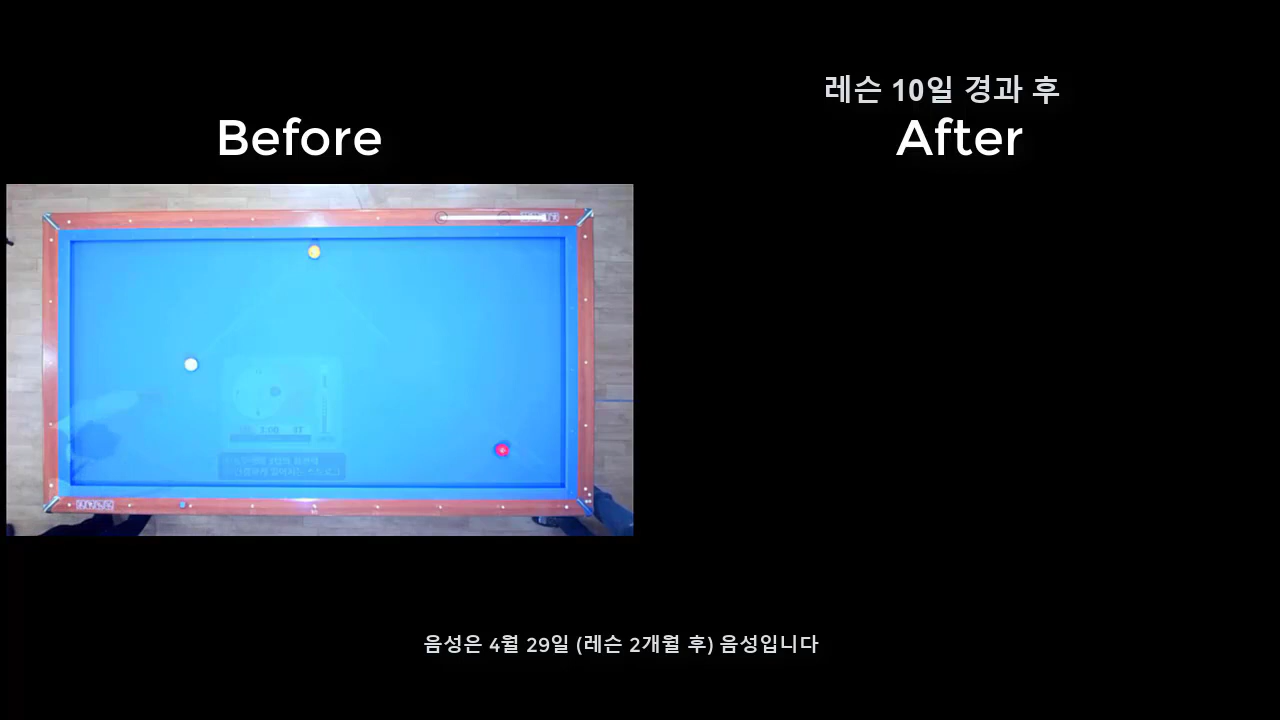 레슨 10일 경과 후
Before
After
음성은 4월 29일 (레슨 2개월 후) 음성입니다